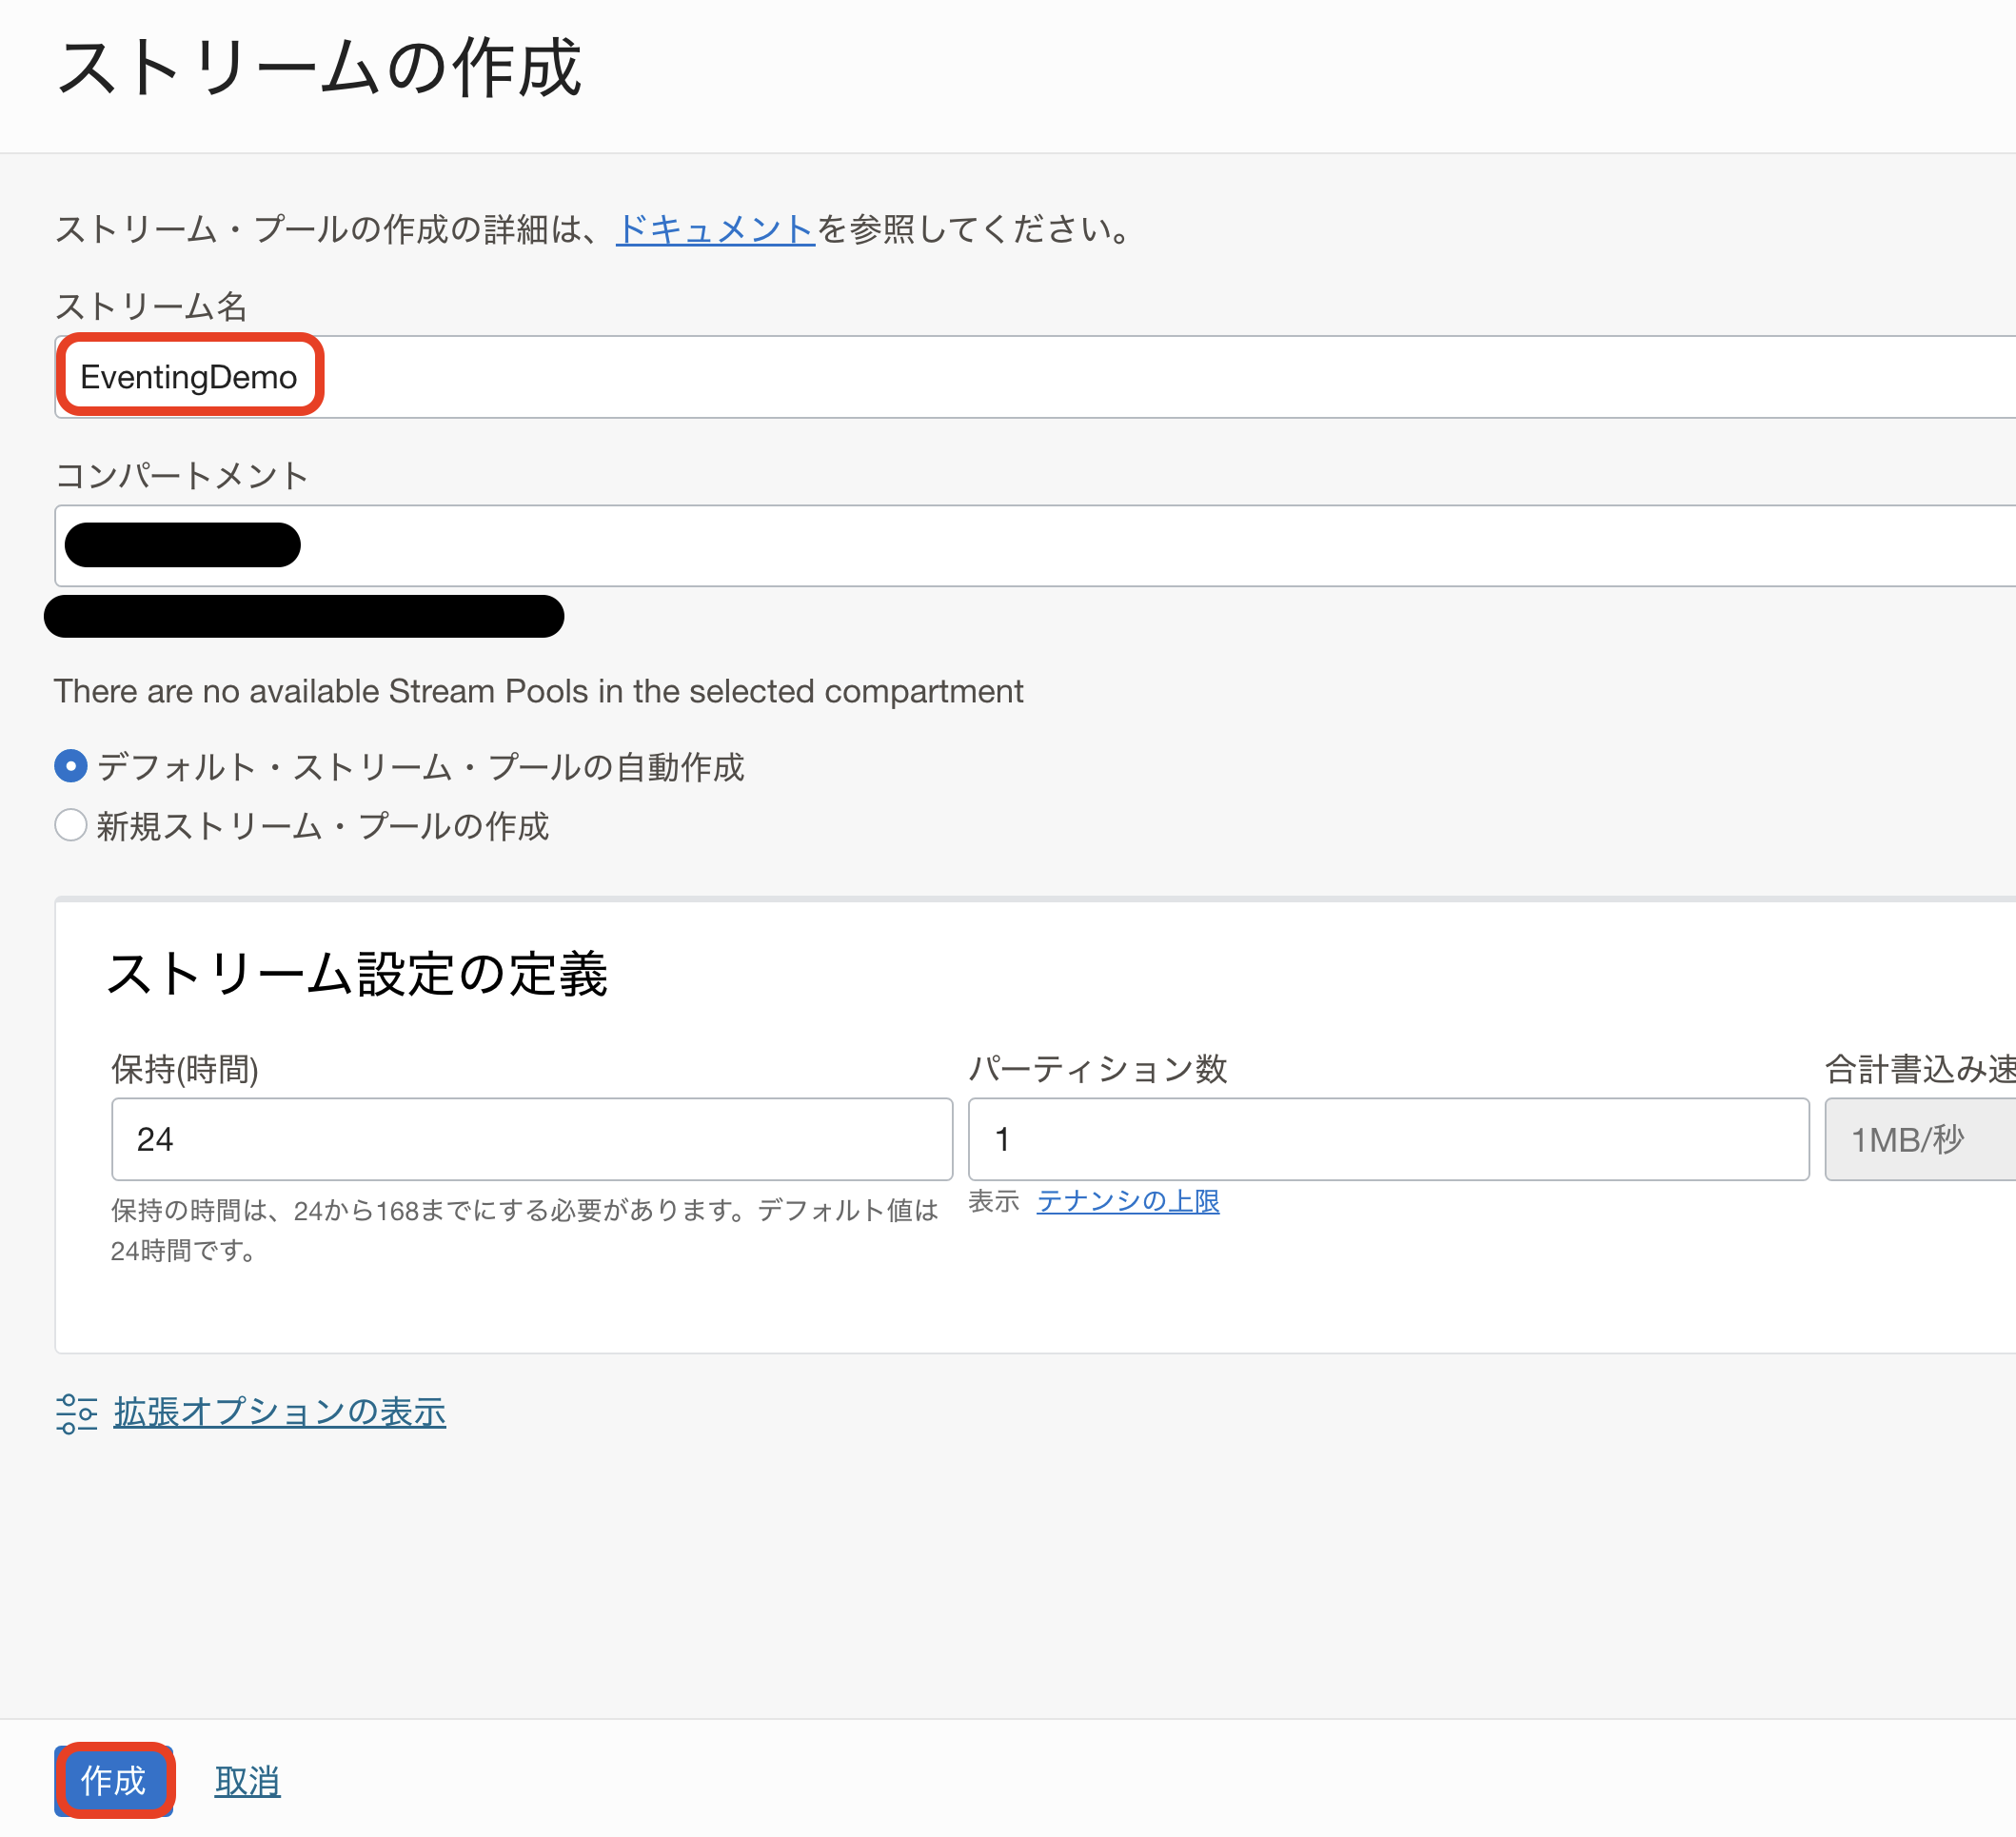 ストリームの作成
ストリーム・プールの作成の詳細は、ドキュメントを参照してください。
ストリーム名
EventingDemo
コンパートメント
There are no available Stream Pools in the selected compartment
デフォルト・ストリーム・プールの自動作成
新規ストリーム・プールの作成
ストリーム設定の定義
保持(時間)
パーティション数
合計書込み速
24
1
1MB/秒
保持の時間は、24から168までにする必要があります。デフォルト値は
24時間です。
表示 テナンシの上限
拡張オプションの表示
作成
取消